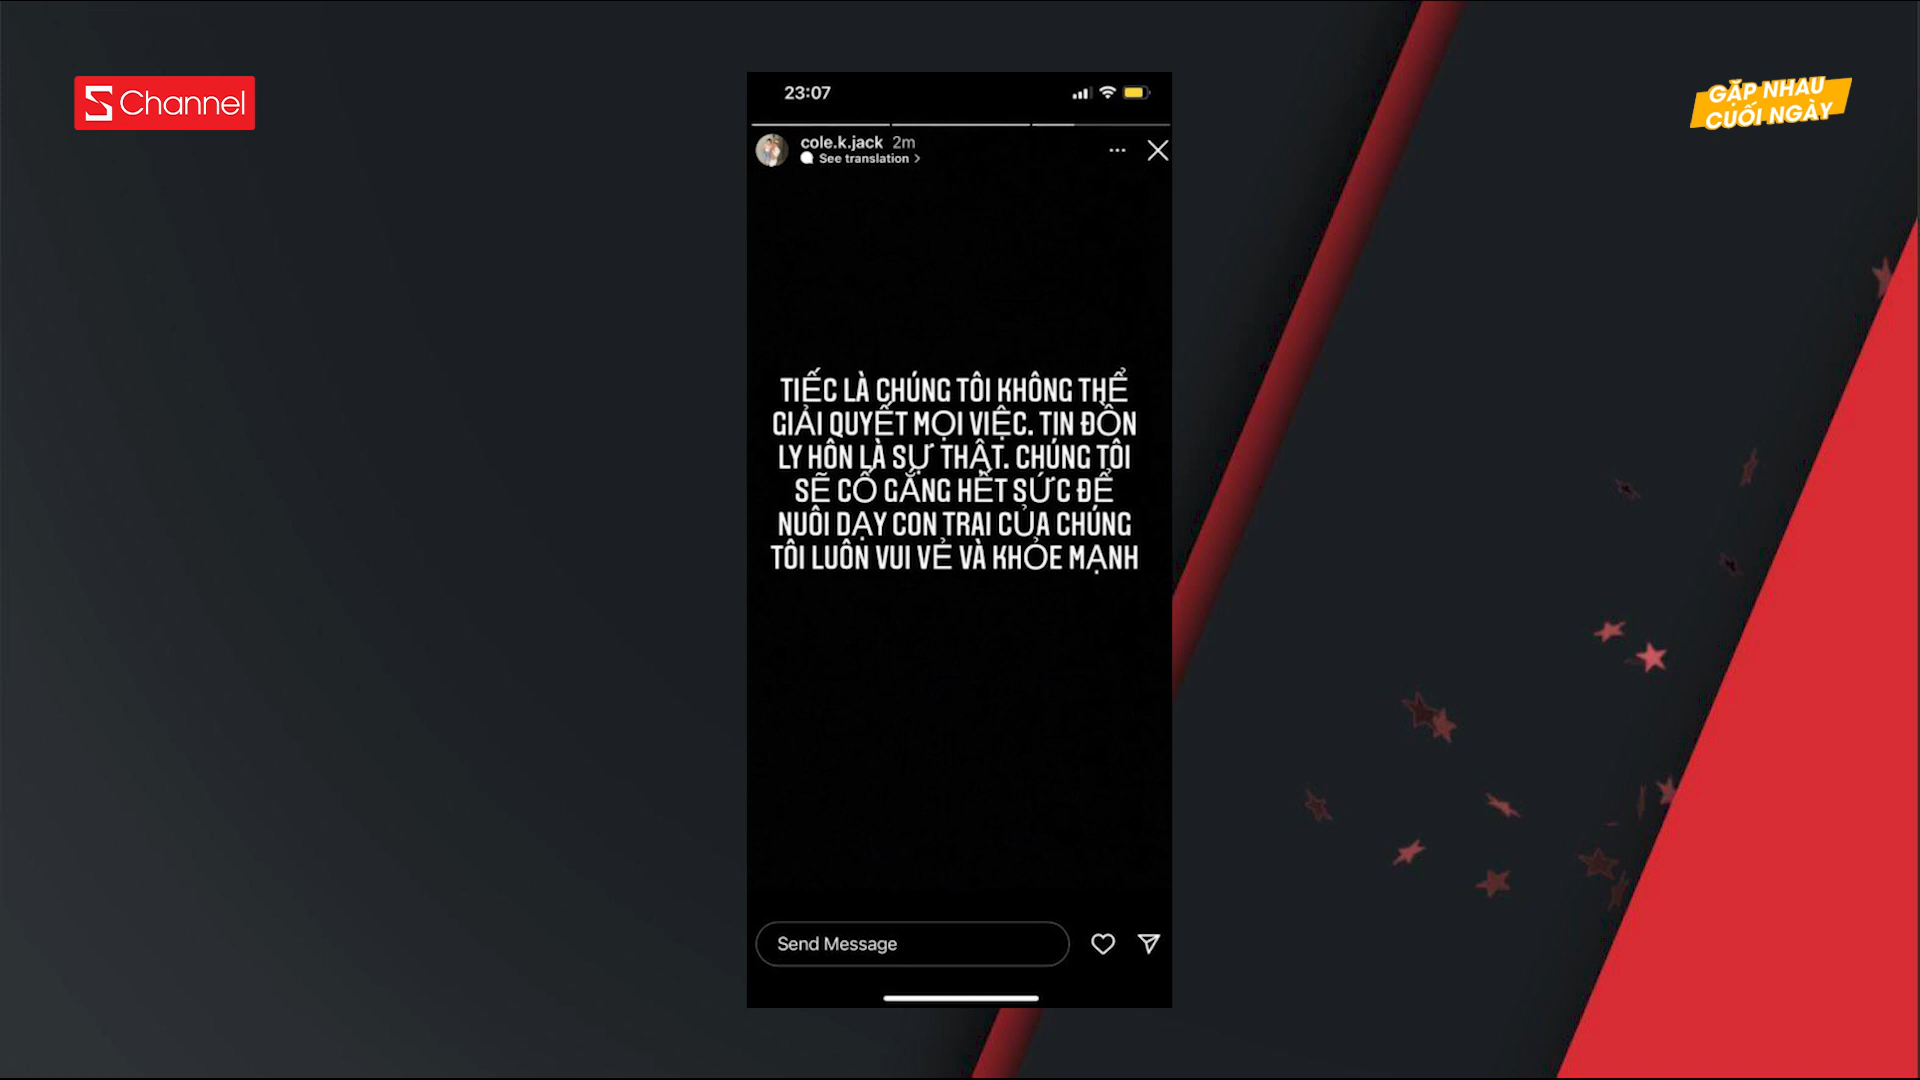 S Channel
GẶP NHAU
CUỐI NGÀY
23:07
cole.k.jack 2m
See translation
TIẾC LÀ CHÚNG TÔI KHÔNG THỂ
GIẢI QUYẾT MỌI VIỆC. TIN ĐỒN
LY HÔN LÀ SỰ THẬT. CHÚNG TÔI
SẼ CỐ GẮNG HẾT SỨC ĐỂ
NUÔI DẠY CON TRAI CỦA CHÚNG
TÔI LUÔN VUI VẺ VÀ KHỎE MẠNH
Send Message